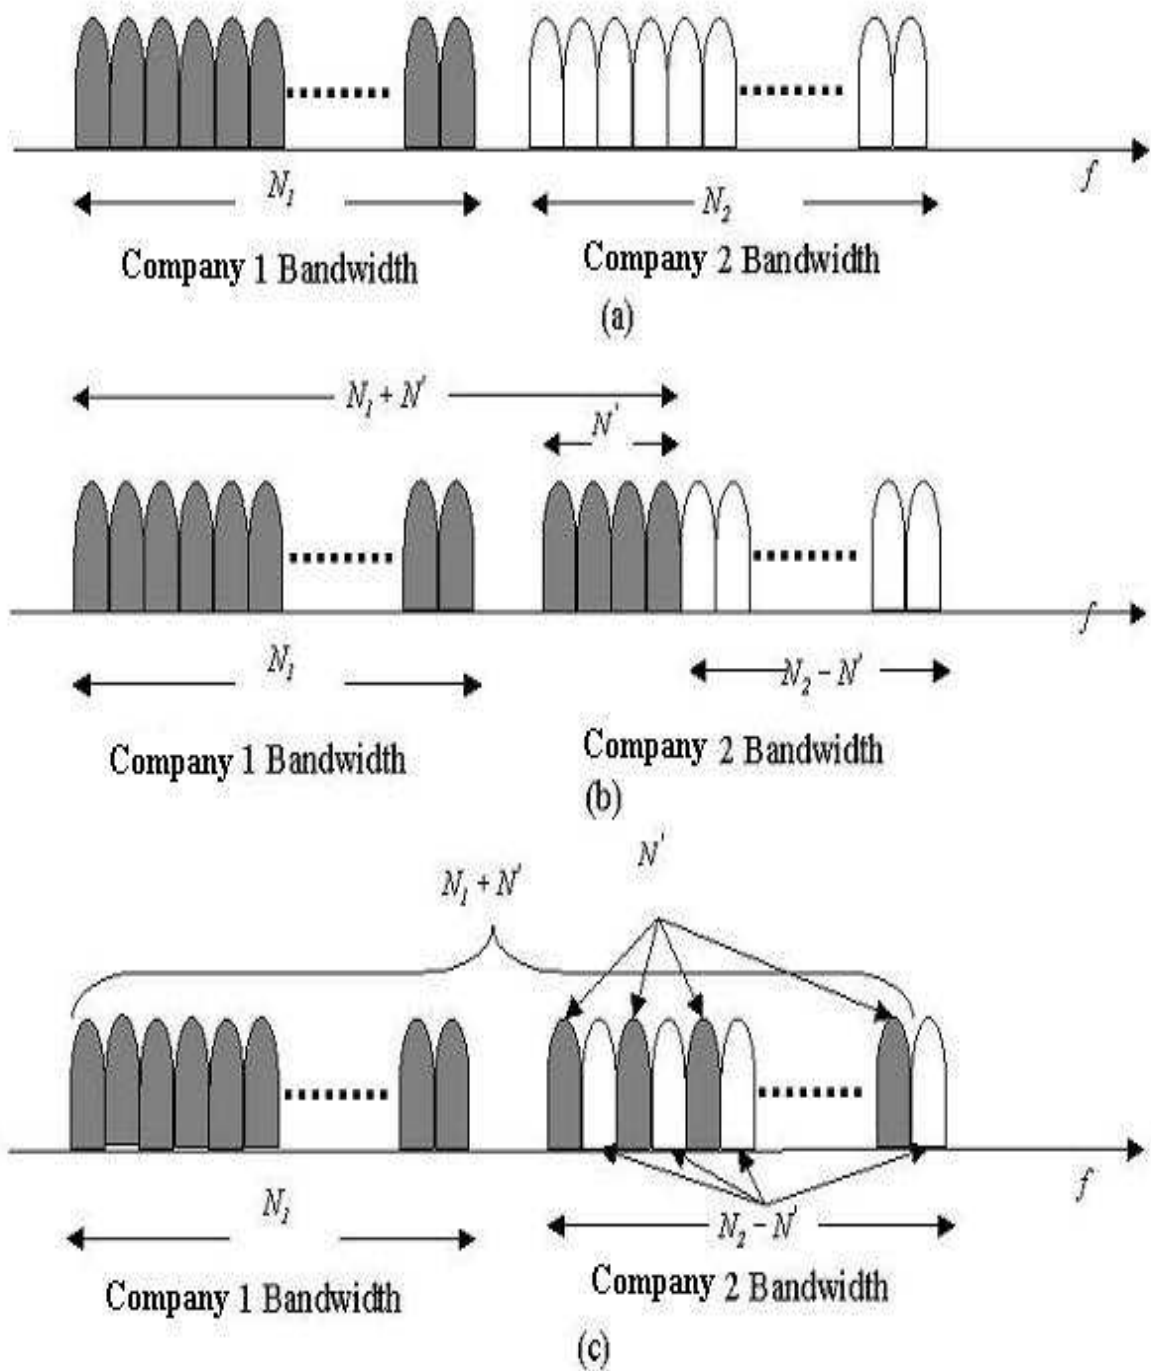 f
N₁
N₂
Company 1 Bandwidth
Company 2 Bandwidth
(a)
N₁ + N'
N'
f
N₁
N₂ − N'
Company 1 Bandwidth
Company 2 Bandwidth
(b)
N'
N₁ + N'
f
N₁
N₂ − N'
Company 1 Bandwidth
Company 2 Bandwidth
(c)